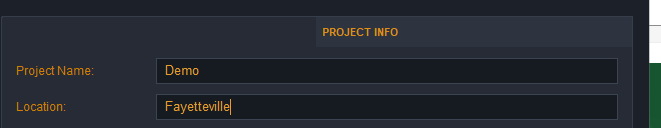 PROJECT INFO
Project Name: Demo
Location: Fayetteville